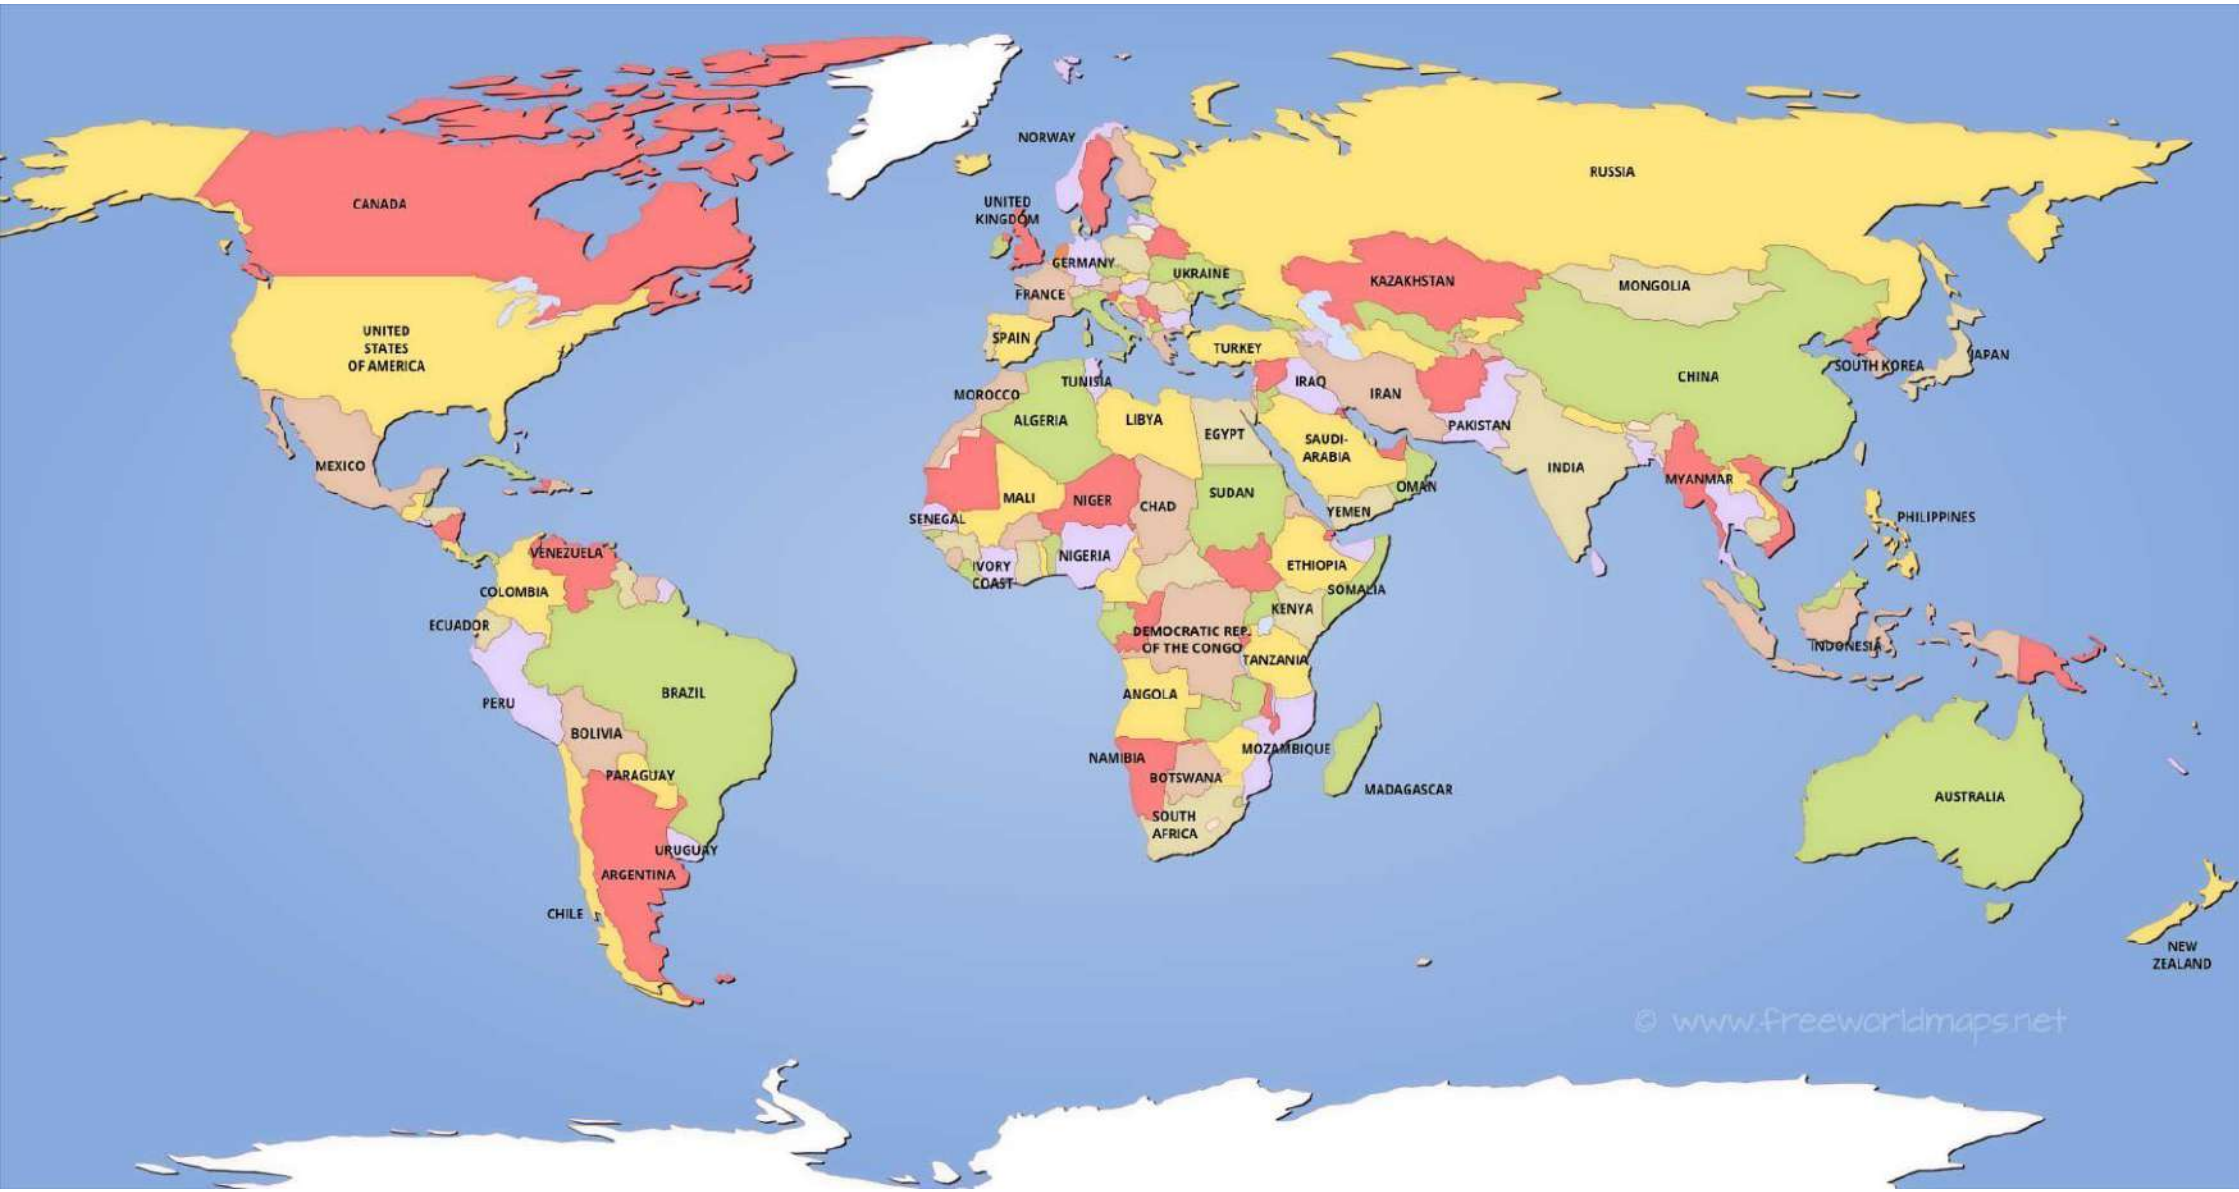 NORWAY
RUSSIA
CANADA
UNITED
KINGDOM
GERMANY
UKRAINE
KAZAKHSTAN
MONGOLIA
FRANCE
UNITED
STATES
OF AMERICA
SPAIN
TURKEY
JAPAN
SOUTH KOREA
CHINA
TUNISIA
IRAQ
IRAN
MOROCCO
ALGERIA
LIBYA
EGYPT
PAKISTAN
SAUDI-
ARABIA
MEXICO
INDIA
MYANMAR
OMAN
MALI
NIGER
CHAD
SUDAN
YEMEN
SENEGAL
PHILIPPINES
VENEZUELA
NIGERIA
IVORY
COAST
ETHIOPIA
COLOMBIA
SOMALIA
KENYA
ECUADOR
DEMOCRATIC REP.
OF THE CONGO
INDONESIA
TANZANIA
BRAZIL
ANGOLA
PERU
BOLIVIA
MOZAMBIQUE
NAMIBIA
PARAGUAY
BOTSWANA
MADAGASCAR
AUSTRALIA
SOUTH
AFRICA
URUGUAY
ARGENTINA
CHILE
NEW
ZEALAND
© www.freeworldmaps.net